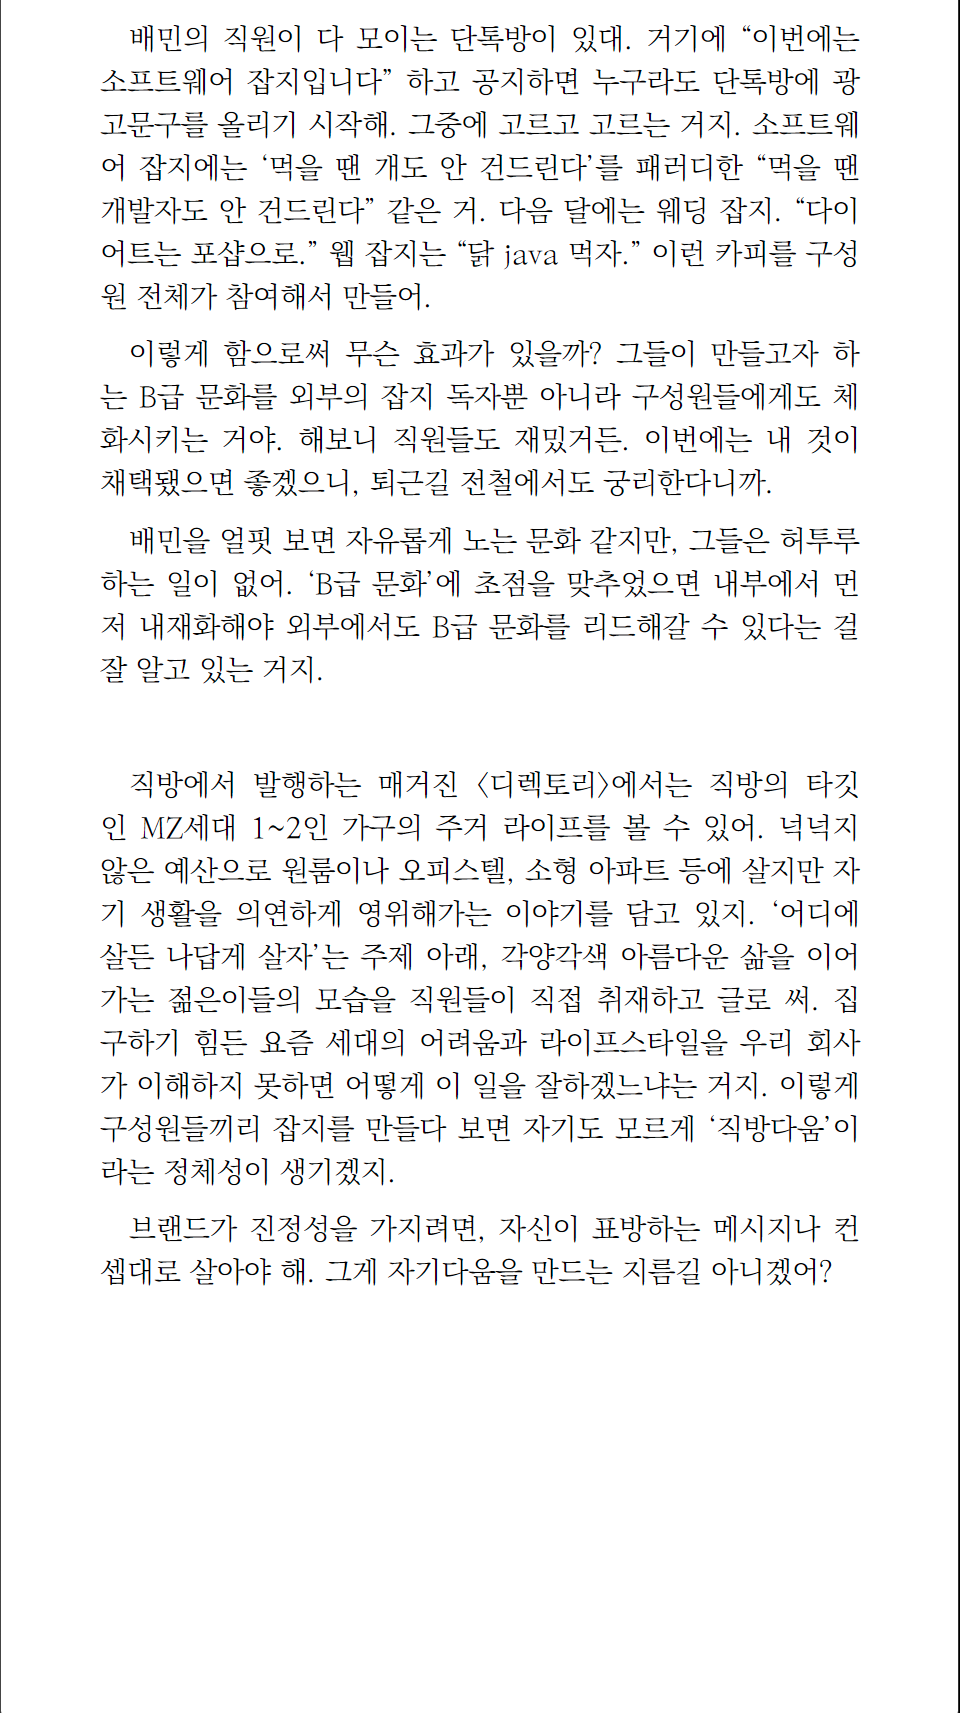 배민의 직원이 다 모이는 단톡방이 있대. 거기에 “이번에는
소프트웨어 잡지입니다” 하고 공지하면 누구라도 단톡방에 광
고문구를 올리기 시작해. 그중에 고르고 고르는 거지. 소프트웨
어 잡지에는 ‘먹을 땐 개도 안 건드린다’를 패러디한 “먹을 땐
개발자도 안 건드린다” 같은 거. 다음 달에는 웨딩 잡지. “다이
어트는 포샵으로.” 웹 잡지는 “닭 java 먹자.” 이런 카피를 구성
원 전체가 참여해서 만들어.
이렇게 함으로써 무슨 효과가 있을까? 그들이 만들고자 하
는 B급 문화를 외부의 잡지 독자뿐 아니라 구성원들에게도 체
화시키는 거야. 해보니 직원들도 재밌거든. 이번에는 내 것이
채택됐으면 좋겠으니, 퇴근길 전철에서도 궁리한다니까.
배민을 얼핏 보면 자유롭게 노는 문화 같지만, 그들은 허투루
하는 일이 없어. ‘B급 문화’에 초점을 맞추었으면 내부에서 먼
저 내재화해야 외부에서도 B급 문화를 리드해갈 수 있다는 걸
잘 알고 있는 거지.
직방에서 발행하는 매거진 〈디렉토리〉에서는 직방의 타깃
인 MZ세대 1~2인 가구의 주거 라이프를 볼 수 있어. 넉넉지
않은 예산으로 원룸이나 오피스텔, 소형 아파트 등에 살지만 자
기 생활을 의연하게 영위해가는 이야기를 담고 있지. ‘어디에
살든 나답게 살자’는 주제 아래, 각양각색 아름다운 삶을 이어
가는 젊은이들의 모습을 직원들이 직접 취재하고 글로 써. 집
구하기 힘든 요즘 세대의 어려움과 라이프스타일을 우리 회사
가 이해하지 못하면 어떻게 이 일을 잘하겠느냐는 거지. 이렇게
구성원들끼리 잡지를 만들다 보면 자기도 모르게 ‘직방다움’이
라는 정체성이 생기겠지.
브랜드가 진정성을 가지려면, 자신이 표방하는 메시지나 컨
셉대로 살아야 해. 그게 자기다움을 만드는 지름길 아니겠어?